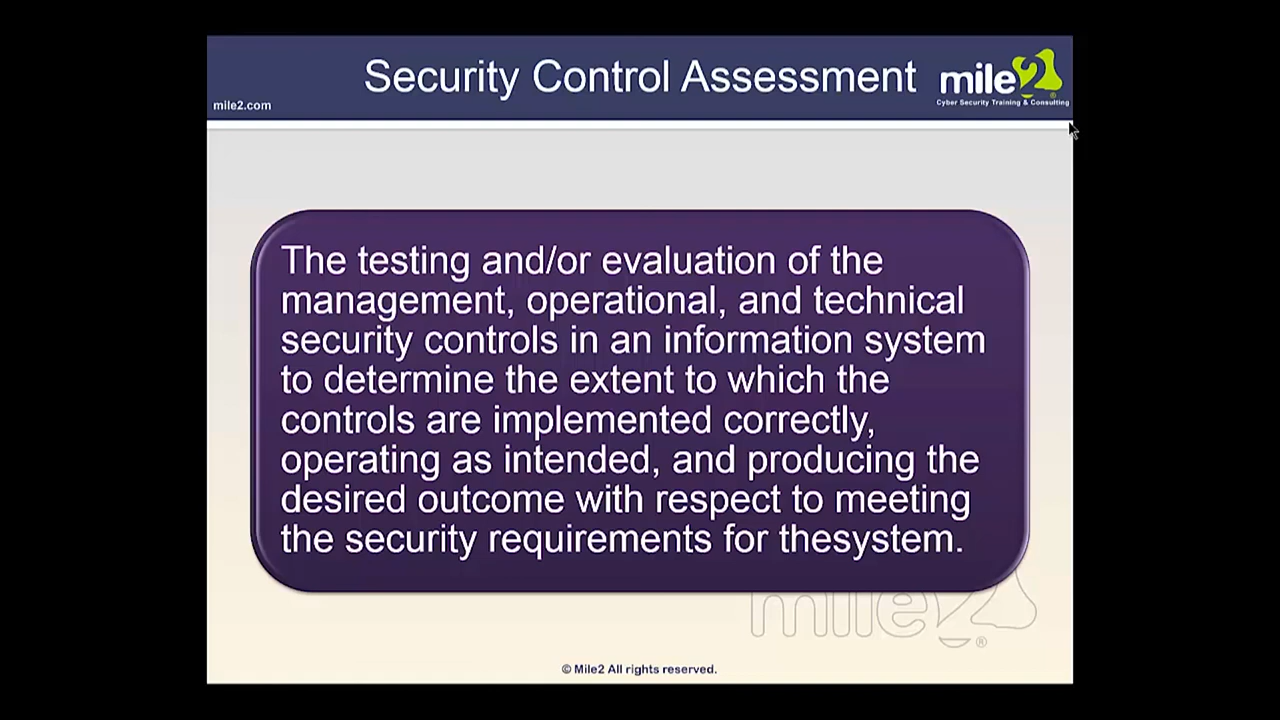 Security Control Assessment
mile2
®
mile2.com
Cyber Security Training & Consulting
The testing and/or evaluation of the
management, operational, and technical
security controls in an information system
to determine the extent to which the
controls are implemented correctly,
operating as intended, and producing the
desired outcome with respect to meeting
the security requirements for thesystem.
mile2
®
© Mile2 All rights reserved.